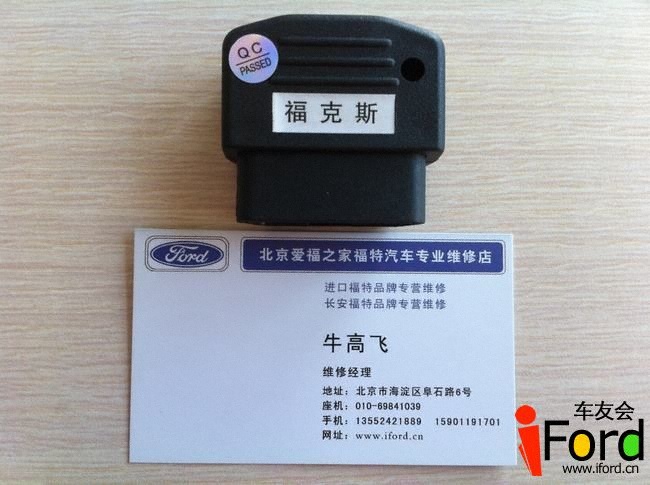 QC
PASSED
福克斯
Ford
北京爱福之家福特汽车专业维修店
进口福特品牌专营维修
长安福特品牌专营维修
牛高飞
维修经理
地址：北京市海淀区阜石路6号
座机：010-69841039
手机：13552421889 15901191701
网址：www.iford.cn
车友会
iFord
www.iford.cn